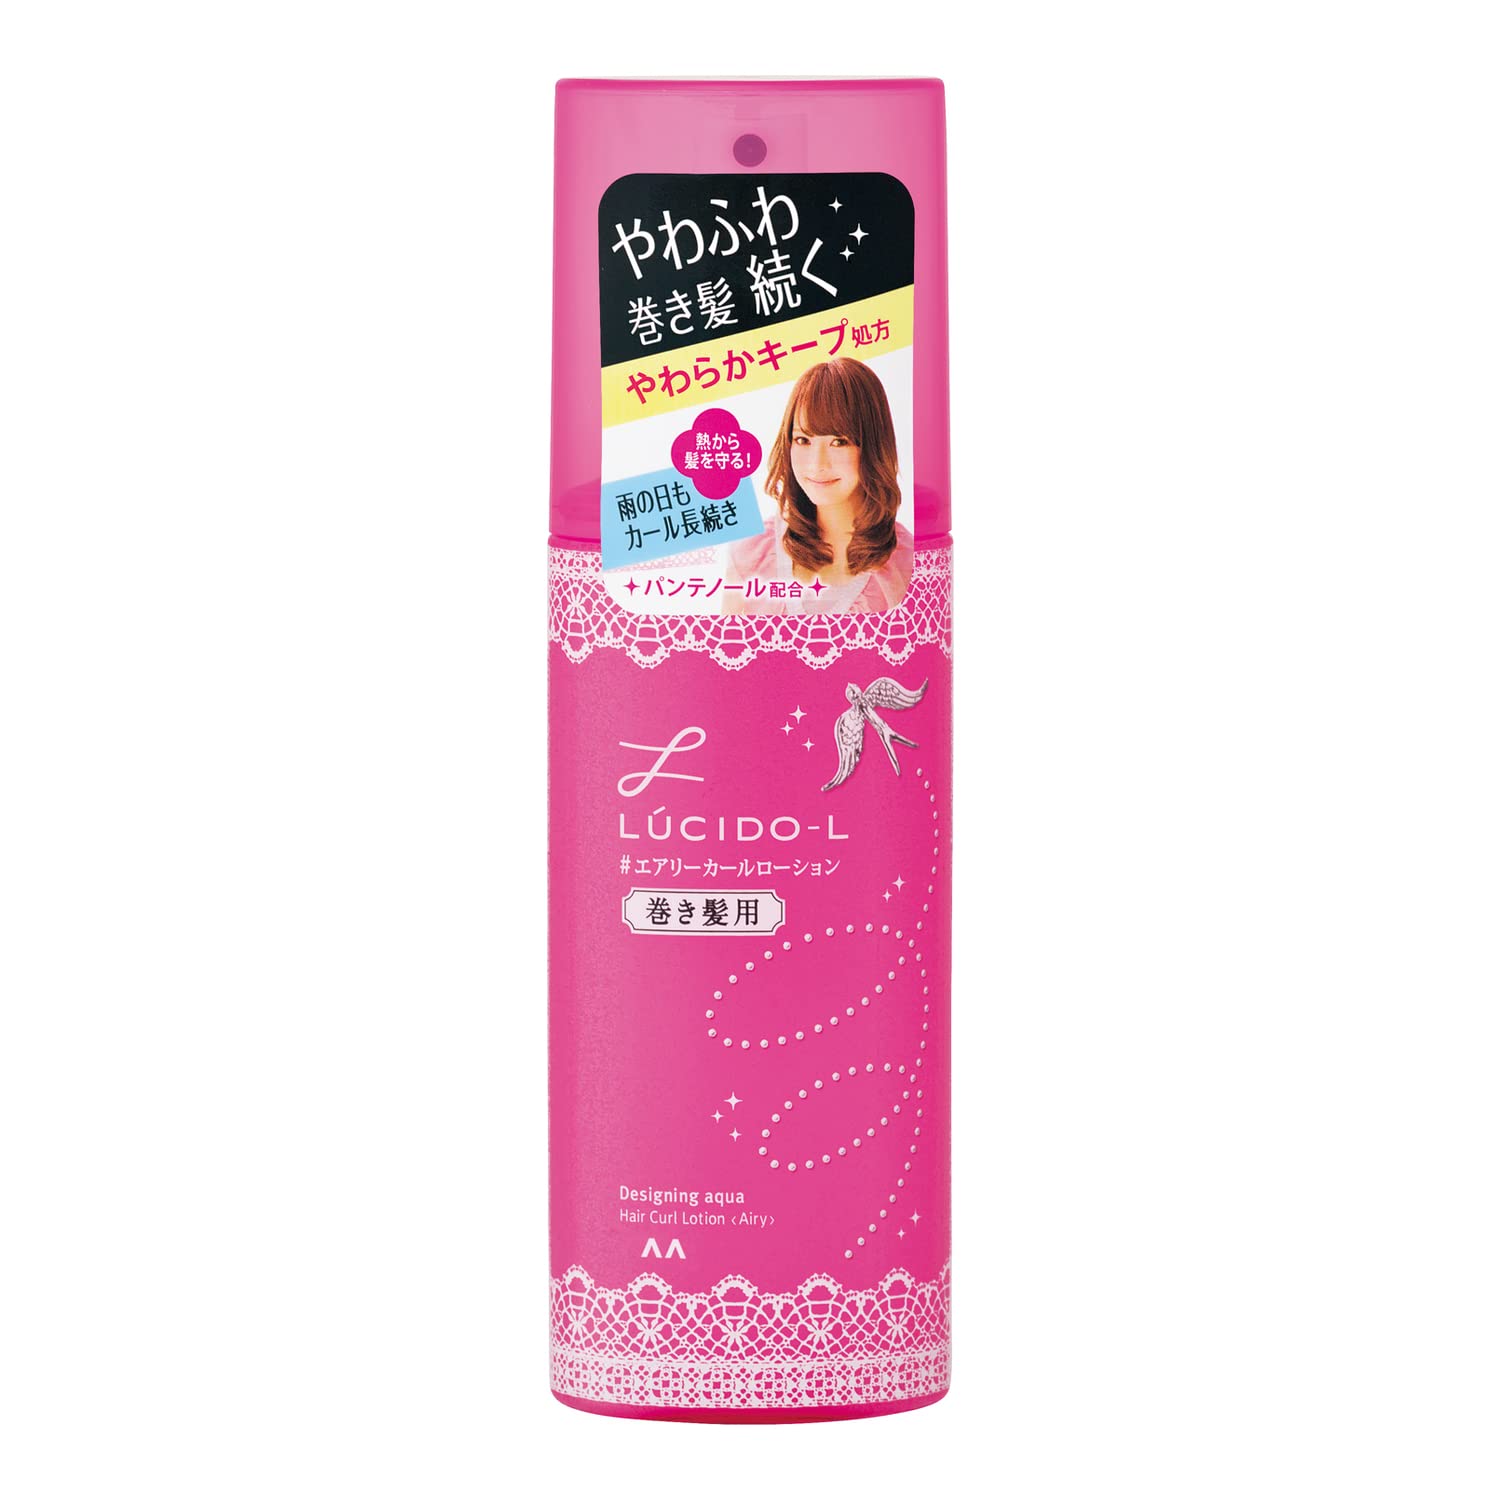 やわふわ
巻き髪 続く
やわらかキープ処方
熱から
髪を守る!
雨の日も
カール長続き
パンテノール配合
L
LÚCIDO-L
#エアリーカールローション
巻き髪用
Designing aqua
Hair Curl Lotion <Airy>